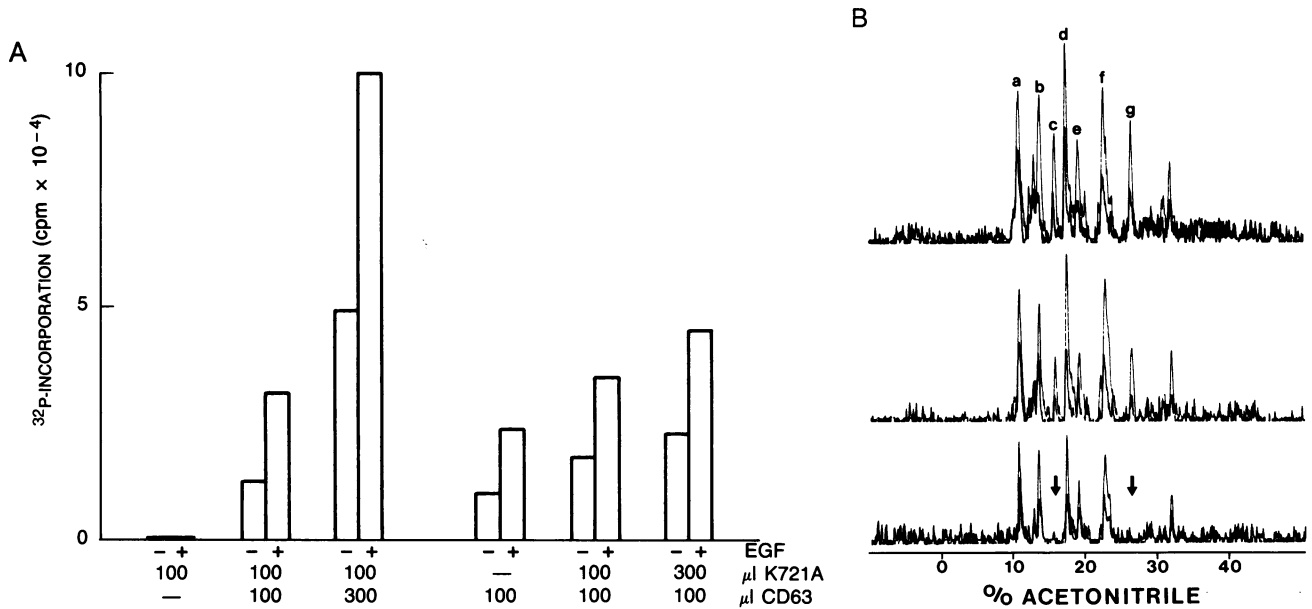 A
10
5
0
32P-INCORPORATION (cpm × 10−4)
− + − + − + − + − + − + EGF
100 100 100 — 100 300 µl K721A
— 100 300 100 100 100 µl CD63
B
a b c d e f g
0 10 20 30 40
% ACETONITRILE